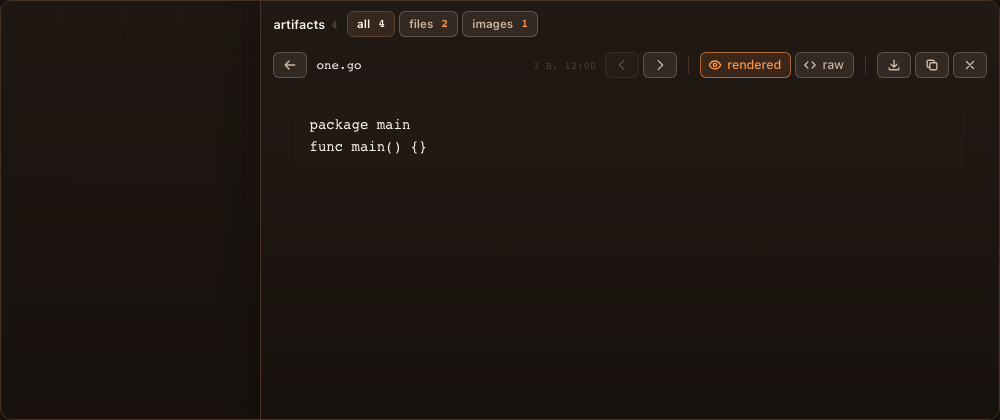 artifacts 4 all 4 files 2 images 1
one.go 3 B, 12:00 rendered raw
package main
func main() {}